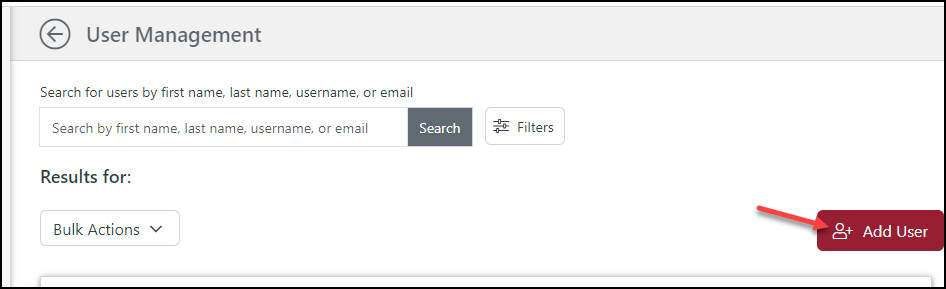 User Management
Search for users by first name, last name, username, or email
Search by first name, last name, username, or email Search Filters
Results for:
Bulk Actions Add User